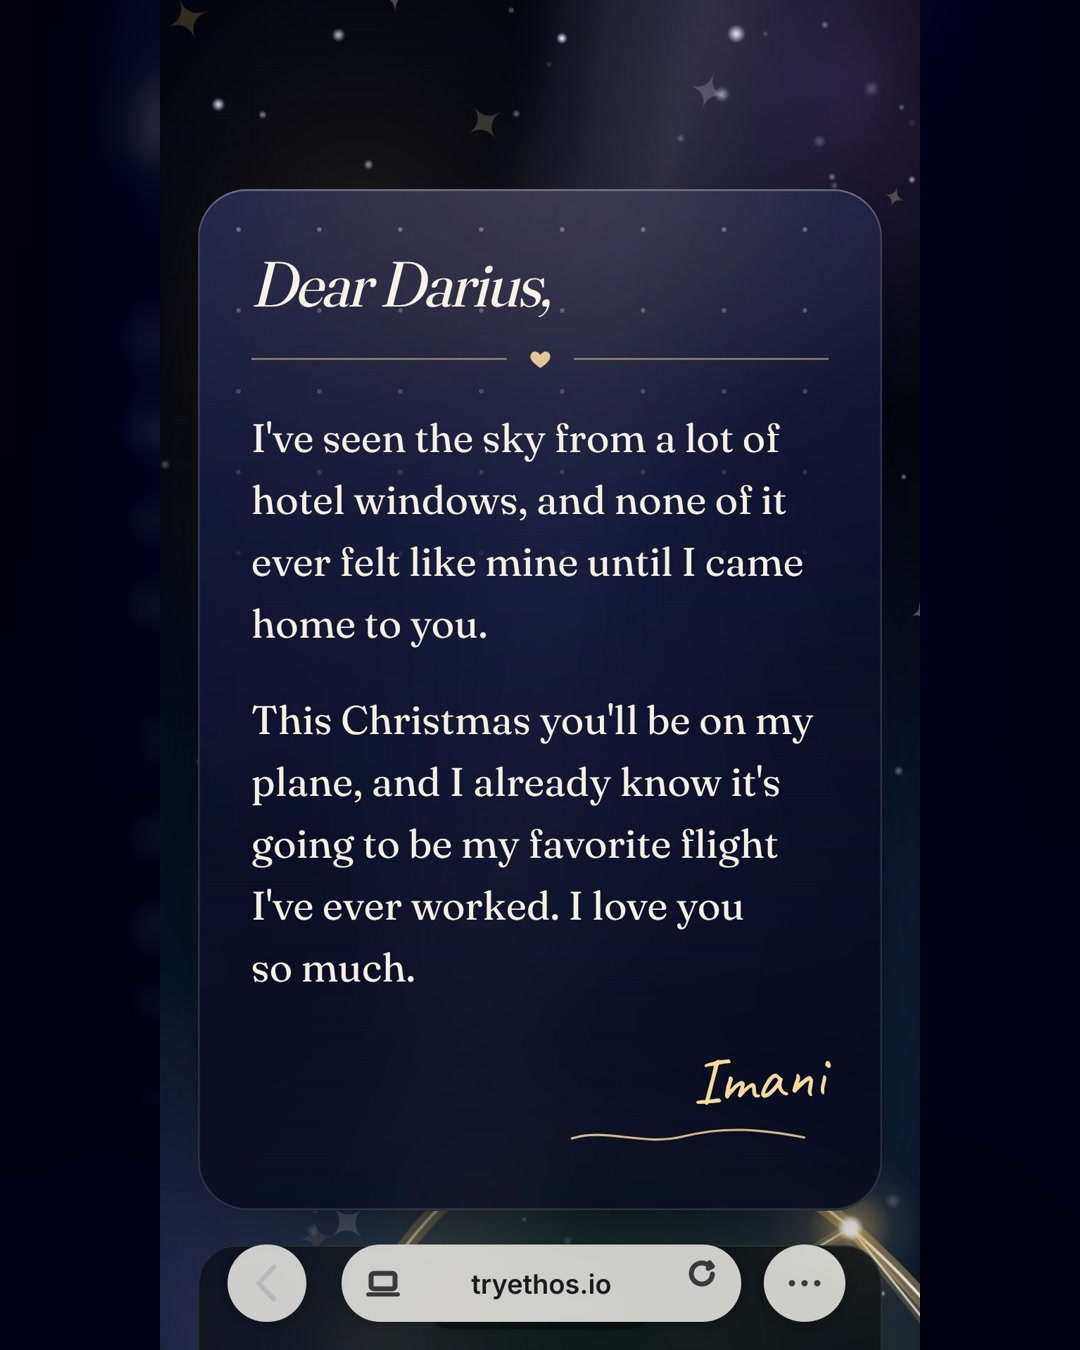 Dear Darius,
I've seen the sky from a lot of
hotel windows, and none of it
ever felt like mine until I came
home to you.
This Christmas you'll be on my
plane, and I already know it's
going to be my favorite flight
I've ever worked. I love you
so much.
Imani
tryethos.io